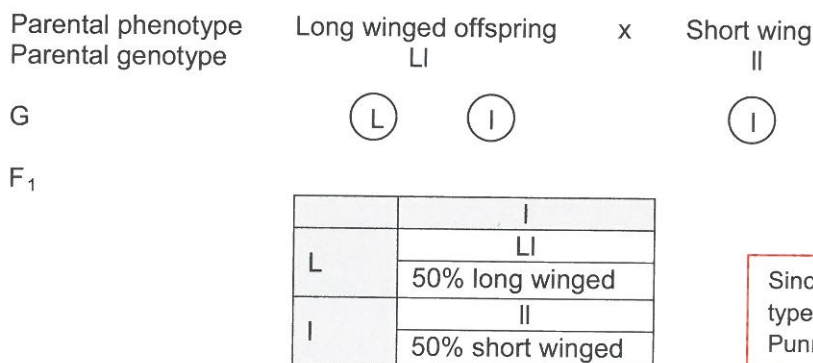 Parental phenotype Long winged offspring x Short wing
Parental genotype Ll ll
G L l l
F1
l
L Ll
50% long winged
l ll
50% short winged
Sinc
type
Punn